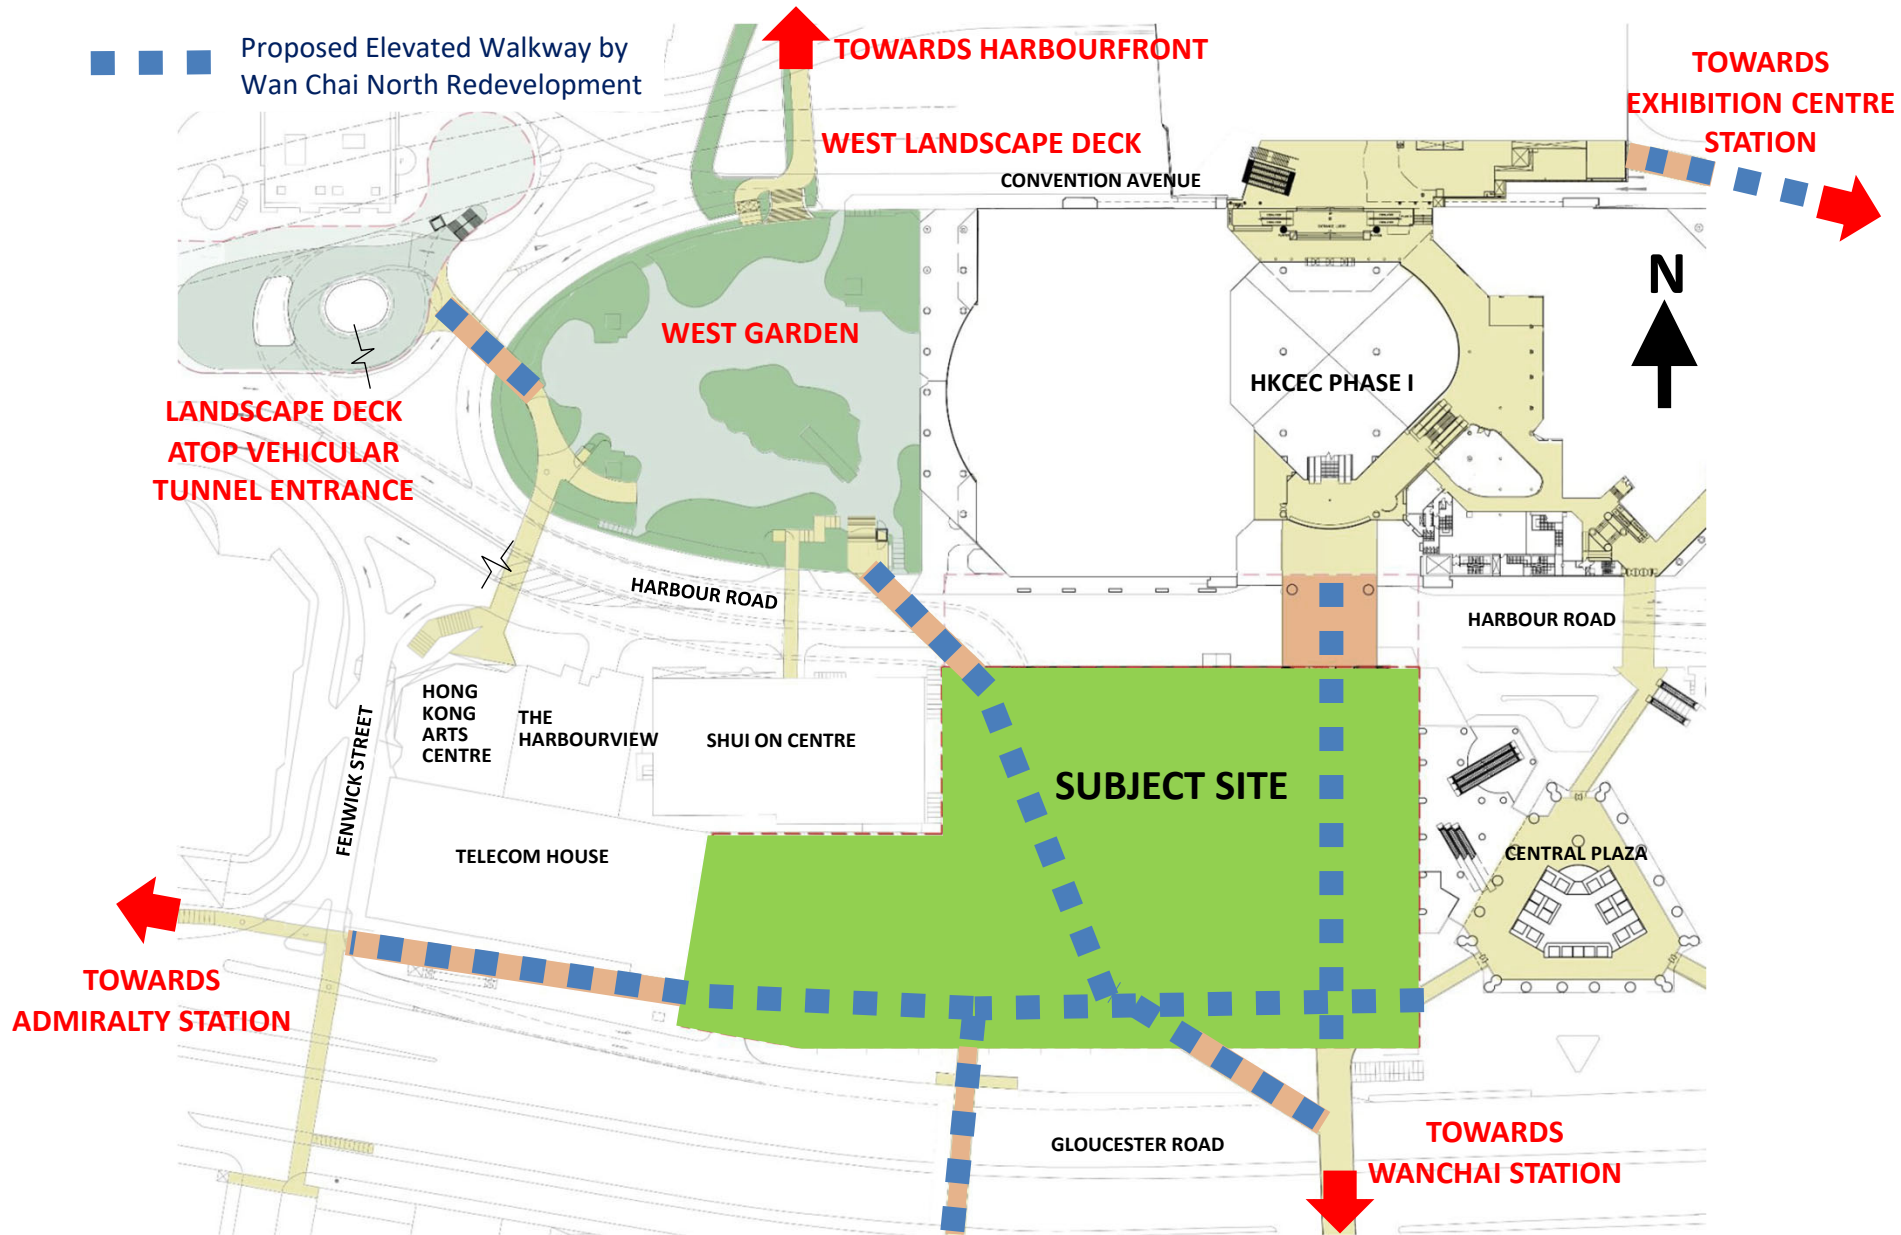 Proposed Elevated Walkway by
Wan Chai North Redevelopment
TOWARDS HARBOURFRONT
TOWARDS
EXHIBITION CENTRE
STATION
WEST LANDSCAPE DECK
CONVENTION AVENUE
N
WEST GARDEN
HKCEC PHASE I
LANDSCAPE DECK
ATOP VEHICULAR
TUNNEL ENTRANCE
HARBOUR ROAD
HARBOUR ROAD
HONG
KONG
ARTS
CENTRE
THE
HARBOURVIEW
SHUI ON CENTRE
SUBJECT SITE
FENWICK STREET
TELECOM HOUSE
CENTRAL PLAZA
TOWARDS
ADMIRALTY STATION
GLOUCESTER ROAD
TOWARDS
WANCHAI STATION